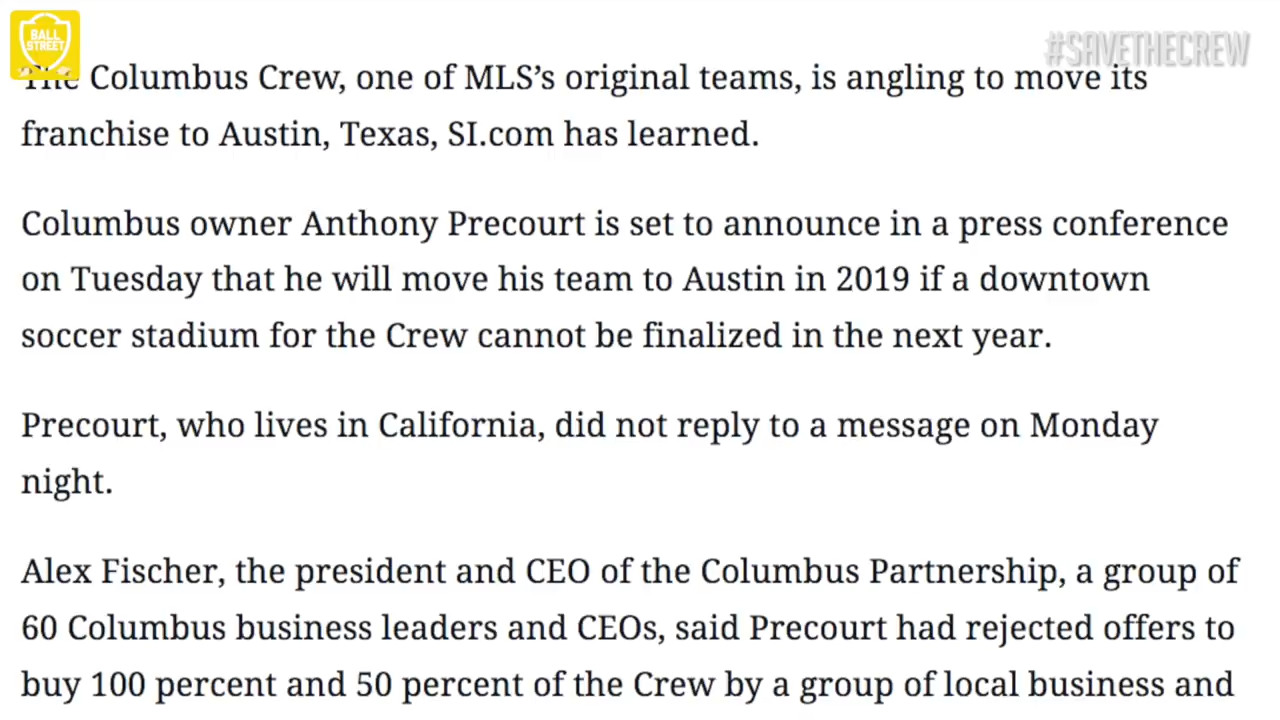 BALL
STREET
#SAVETHECREW
The Columbus Crew, one of MLS’s original teams, is angling to move its
franchise to Austin, Texas, SI.com has learned.
Columbus owner Anthony Precourt is set to announce in a press conference
on Tuesday that he will move his team to Austin in 2019 if a downtown
soccer stadium for the Crew cannot be finalized in the next year.
Precourt, who lives in California, did not reply to a message on Monday
night.
Alex Fischer, the president and CEO of the Columbus Partnership, a group of
60 Columbus business leaders and CEOs, said Precourt had rejected offers to
buy 100 percent and 50 percent of the Crew by a group of local business and